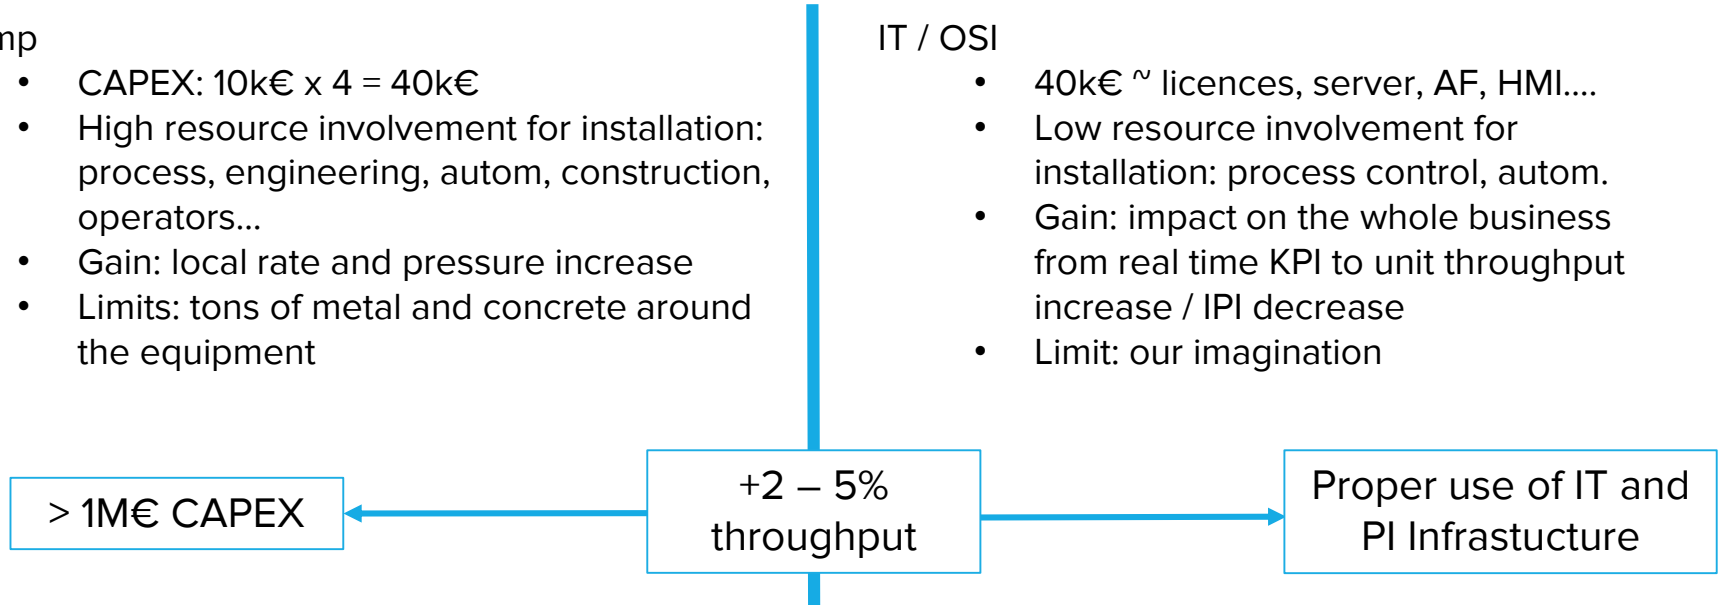 mp
• CAPEX: 10k€ x 4 = 40k€
• High resource involvement for installation:
process, engineering, autom, construction,
operators...
• Gain: local rate and pressure increase
• Limits: tons of metal and concrete around
the equipment
IT / OSI
• 40k€ ~ licences, server, AF, HMI....
• Low resource involvement for
installation: process control, autom.
• Gain: impact on the whole business
from real time KPI to unit throughput
increase / IPI decrease
• Limit: our imagination
> 1M€ CAPEX
+2 – 5%
throughput
Proper use of IT and
PI Infrastucture